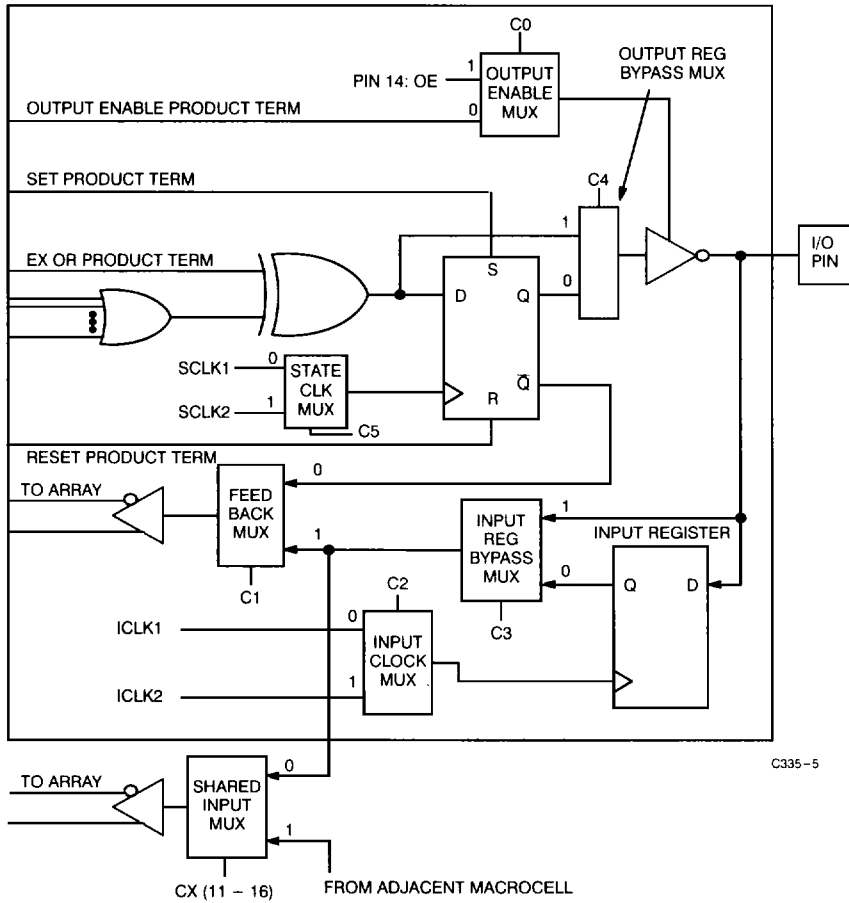 C0
OUTPUT REG
BYPASS MUX
1
PIN 14: OE
OUTPUT
ENABLE
MUX
0
OUTPUT ENABLE PRODUCT TERM
SET PRODUCT TERM
C4
1
I/O
PIN
EX OR PRODUCT TERM
S
D
Q
0
SCLK1
0
STATE
CLK
MUX
Q
SCLK2
1
R
C5
RESET PRODUCT TERM
0
TO ARRAY
FEED
BACK
MUX
1
INPUT
REG
BYPASS
MUX
1
INPUT REGISTER
0
Q
D
C1
C2
C3
ICLK1
0
INPUT
CLOCK
MUX
ICLK2
1
C335-5
TO ARRAY
SHARED
INPUT
MUX
0
1
CX (11 – 16)
FROM ADJACENT MACROCELL